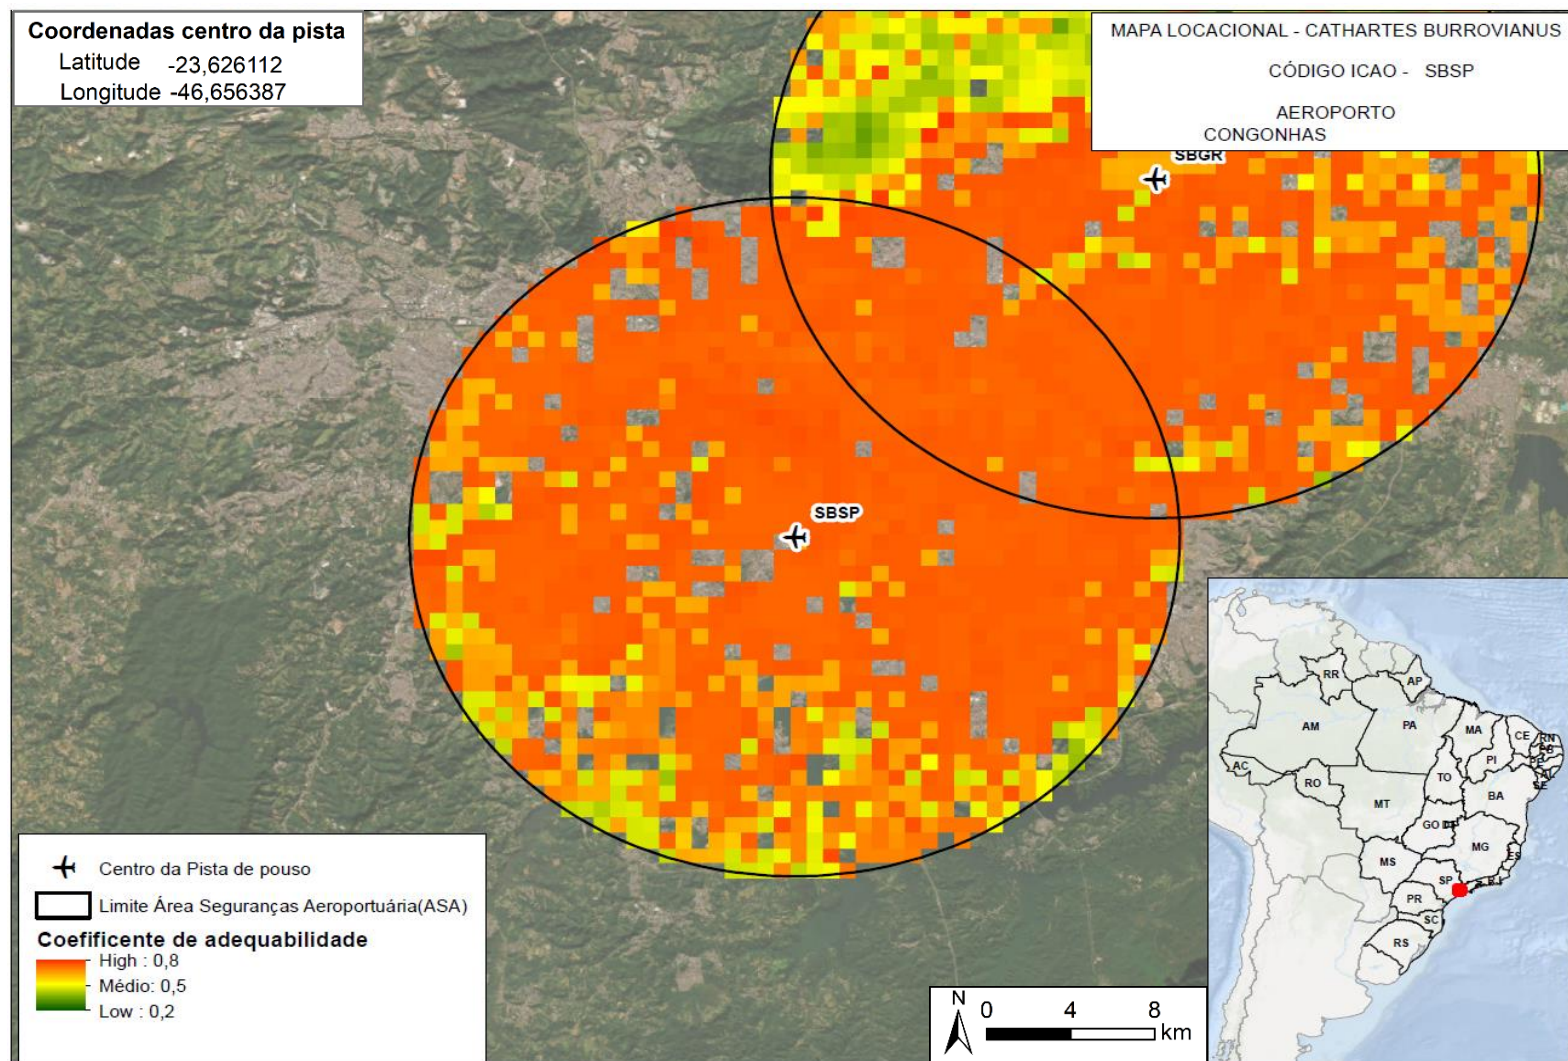 Coordenadas centro da pista
Latitude -23,626112
Longitude -46,656387
MAPA LOCACIONAL - CATHARTES BURROVIANUS
CÓDIGO ICAO - SBSP
AEROPORTO
CONGONHAS
SBGR
SBSP
Centro da Pista de pouso
Limite Área Seguranças Aeroportuária(ASA)
Coefificente de adequabilidade
High : 0,8
Médio: 0,5
Low : 0,2
N
0 4 8
km
RR
AP
AM
PA
MA
CE
RN
PB
PE
AL
SE
PI
AC
RO
TO
BA
MT
GO
DF
MG
ES
MS
SP
RJ
PR
SC
RS